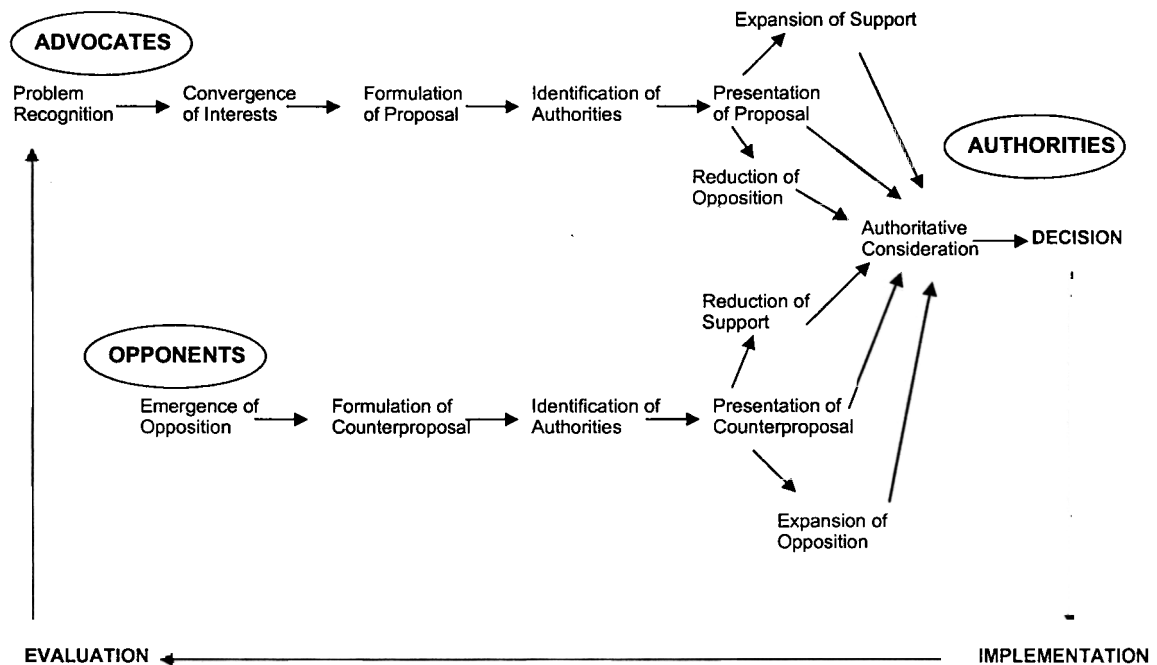 Expansion of Support
ADVOCATES
Problem
Recognition
Convergence
of Interests
Formulation
of Proposal
Identification of
Authorities
Presentation
of Proposal
AUTHORITIES
Reduction of
Opposition
Authoritative
Consideration
DECISION
Reduction of
Support
OPPONENTS
Emergence of
Opposition
Formulation of
Counterproposal
Identification of
Authorities
Presentation of
Counterproposal
Expansion of
Opposition
EVALUATION
IMPLEMENTATION